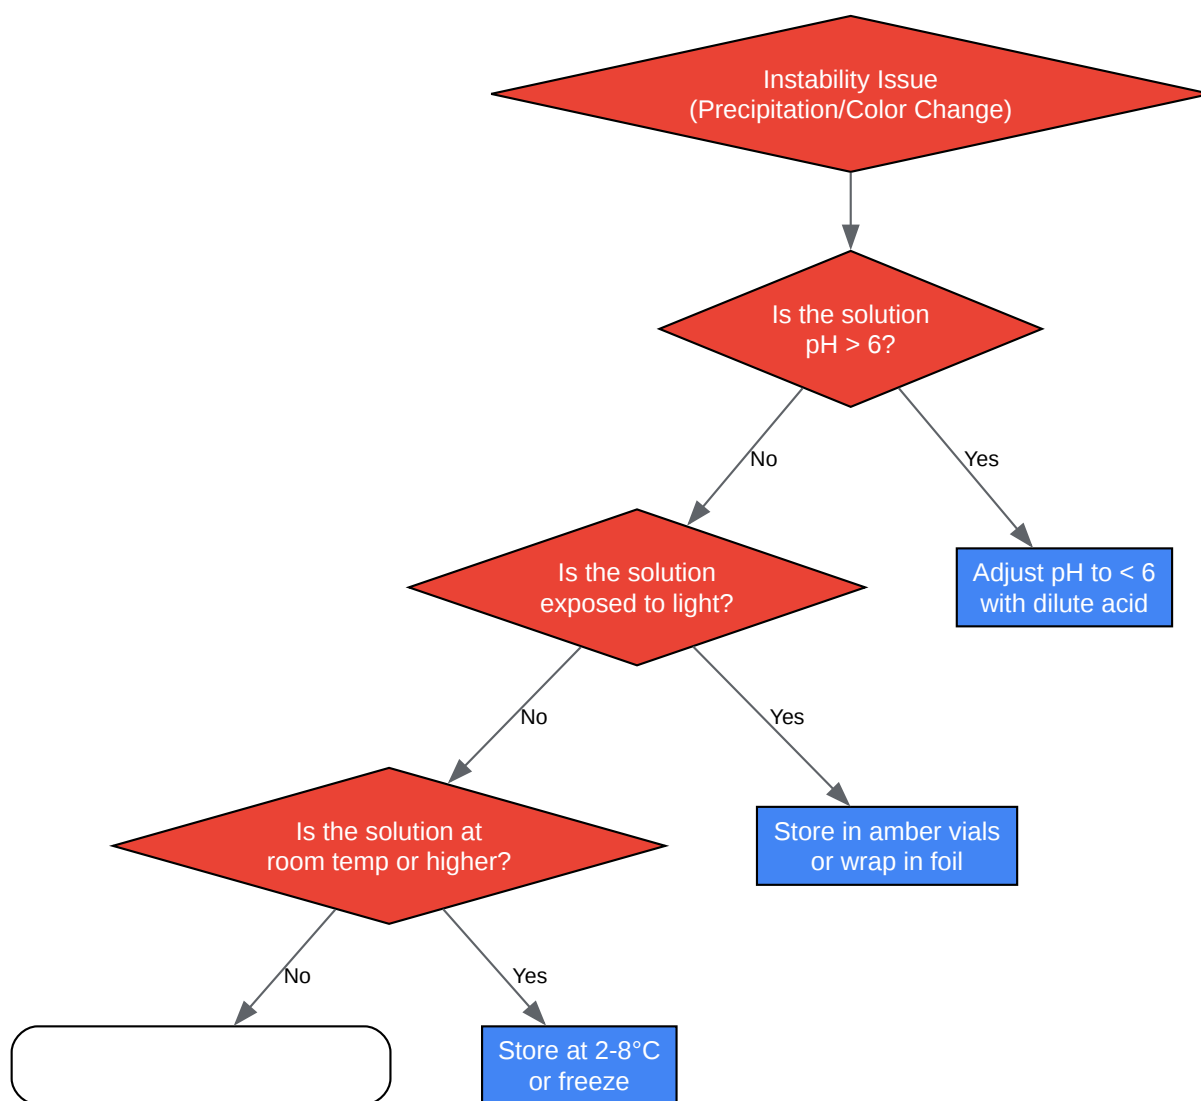 Instability Issue
(Precipitation/Color Change)
Is the solution
pH > 6?
No
Yes
Is the solution
exposed to light?
Adjust pH to < 6
with dilute acid
No
Yes
Is the solution at
room temp or higher?
Store in amber vials
or wrap in foil
No
Yes
Store at 2-8°C
or freeze